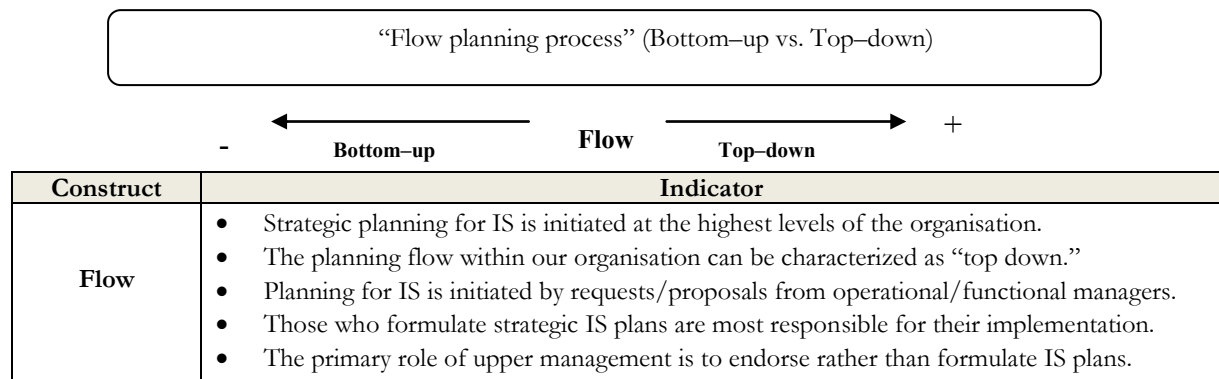 “Flow planning process” (Bottom–up vs. Top–down)
- Bottom–up Flow Top–down +
Construct Indicator
Flow
• Strategic planning for IS is initiated at the highest levels of the organisation.
• The planning flow within our organisation can be characterized as “top down.”
• Planning for IS is initiated by requests/proposals from operational/functional managers.
• Those who formulate strategic IS plans are most responsible for their implementation.
• The primary role of upper management is to endorse rather than formulate IS plans.